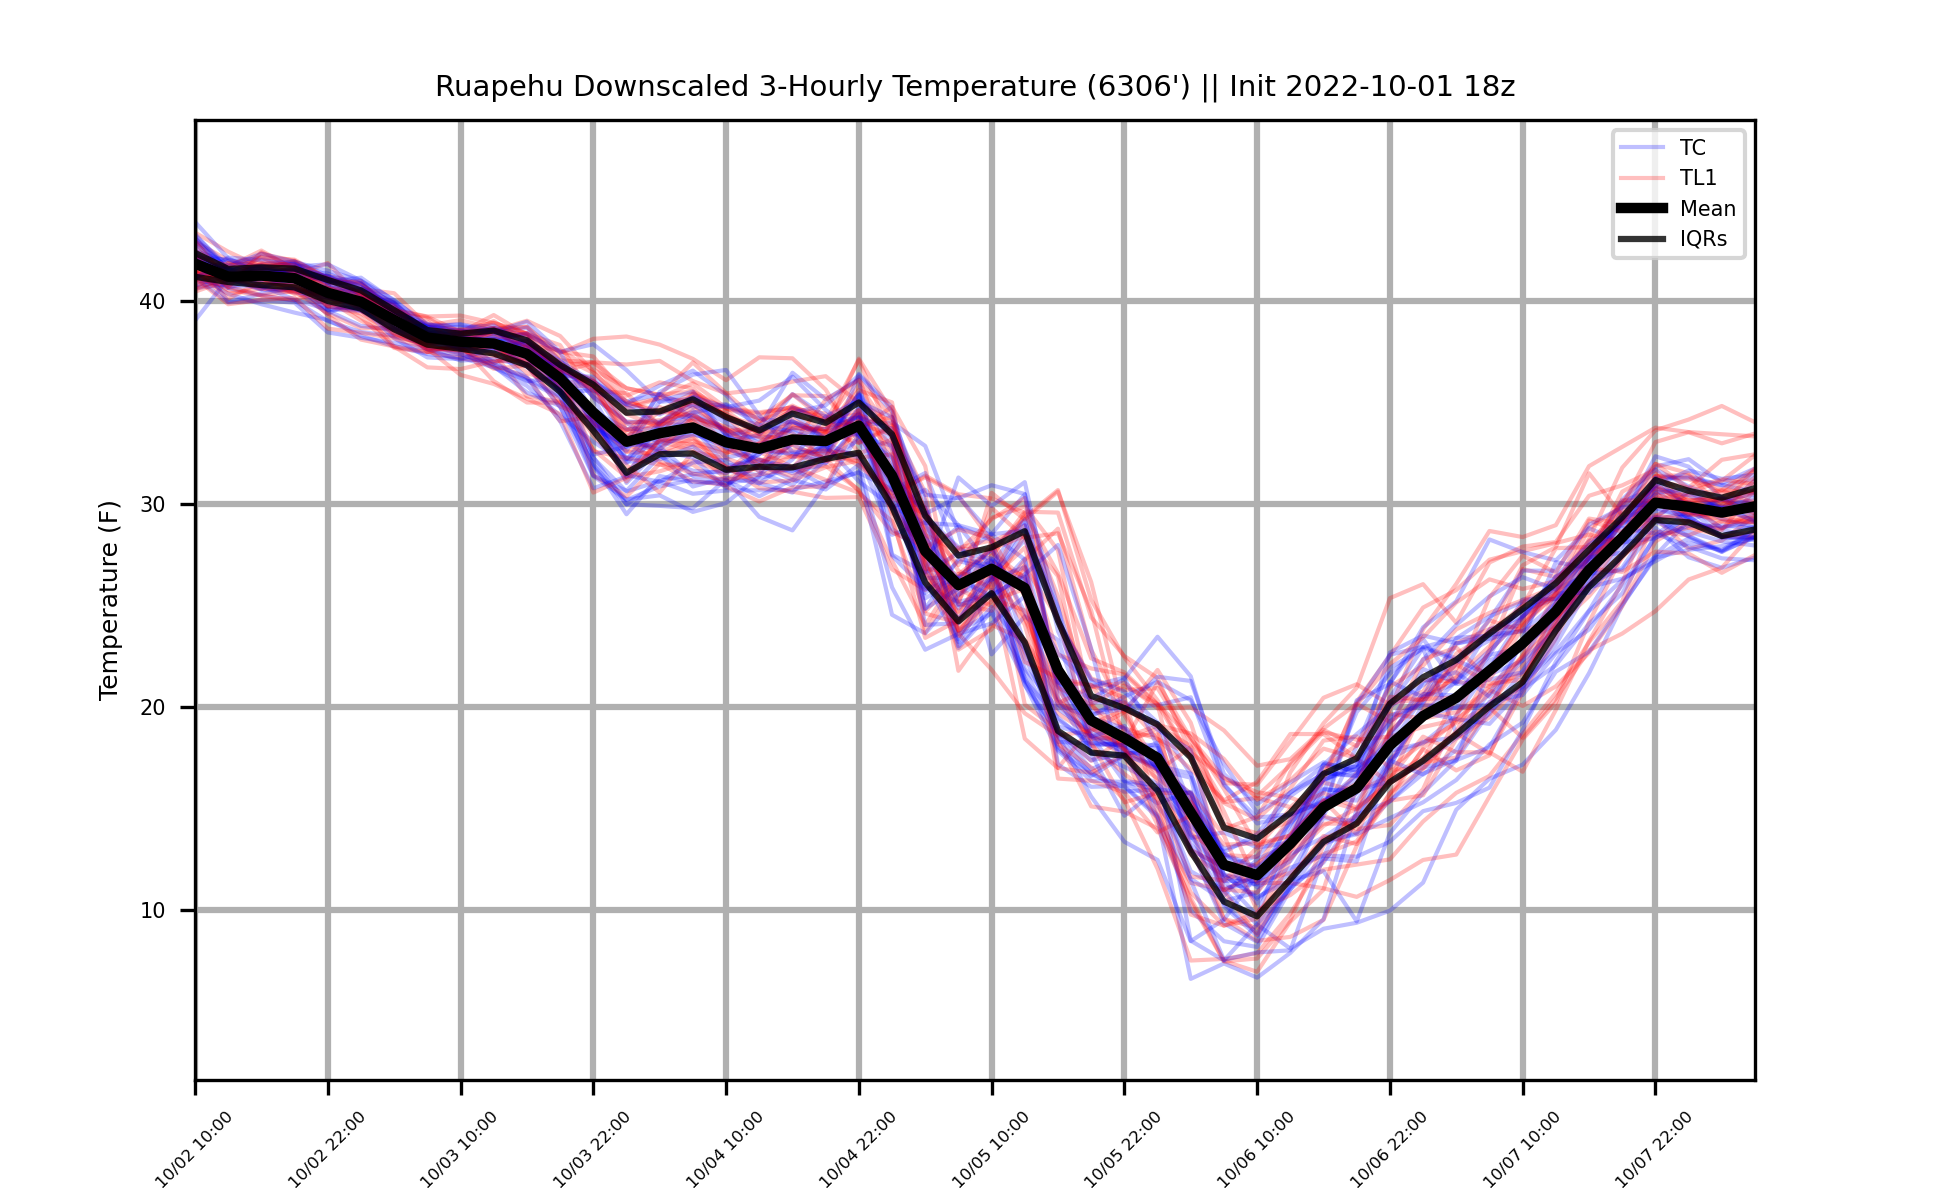 Ruapehu Downscaled 3-Hourly Temperature (6306') || Init 2022-10-01 18z
TC
TL1
Mean
IQRs
Temperature (F)
40
30
20
10
10/02 10:00
10/02 22:00
10/03 10:00
10/03 22:00
10/04 10:00
10/04 22:00
10/05 10:00
10/05 22:00
10/06 10:00
10/06 22:00
10/07 10:00
10/07 22:00